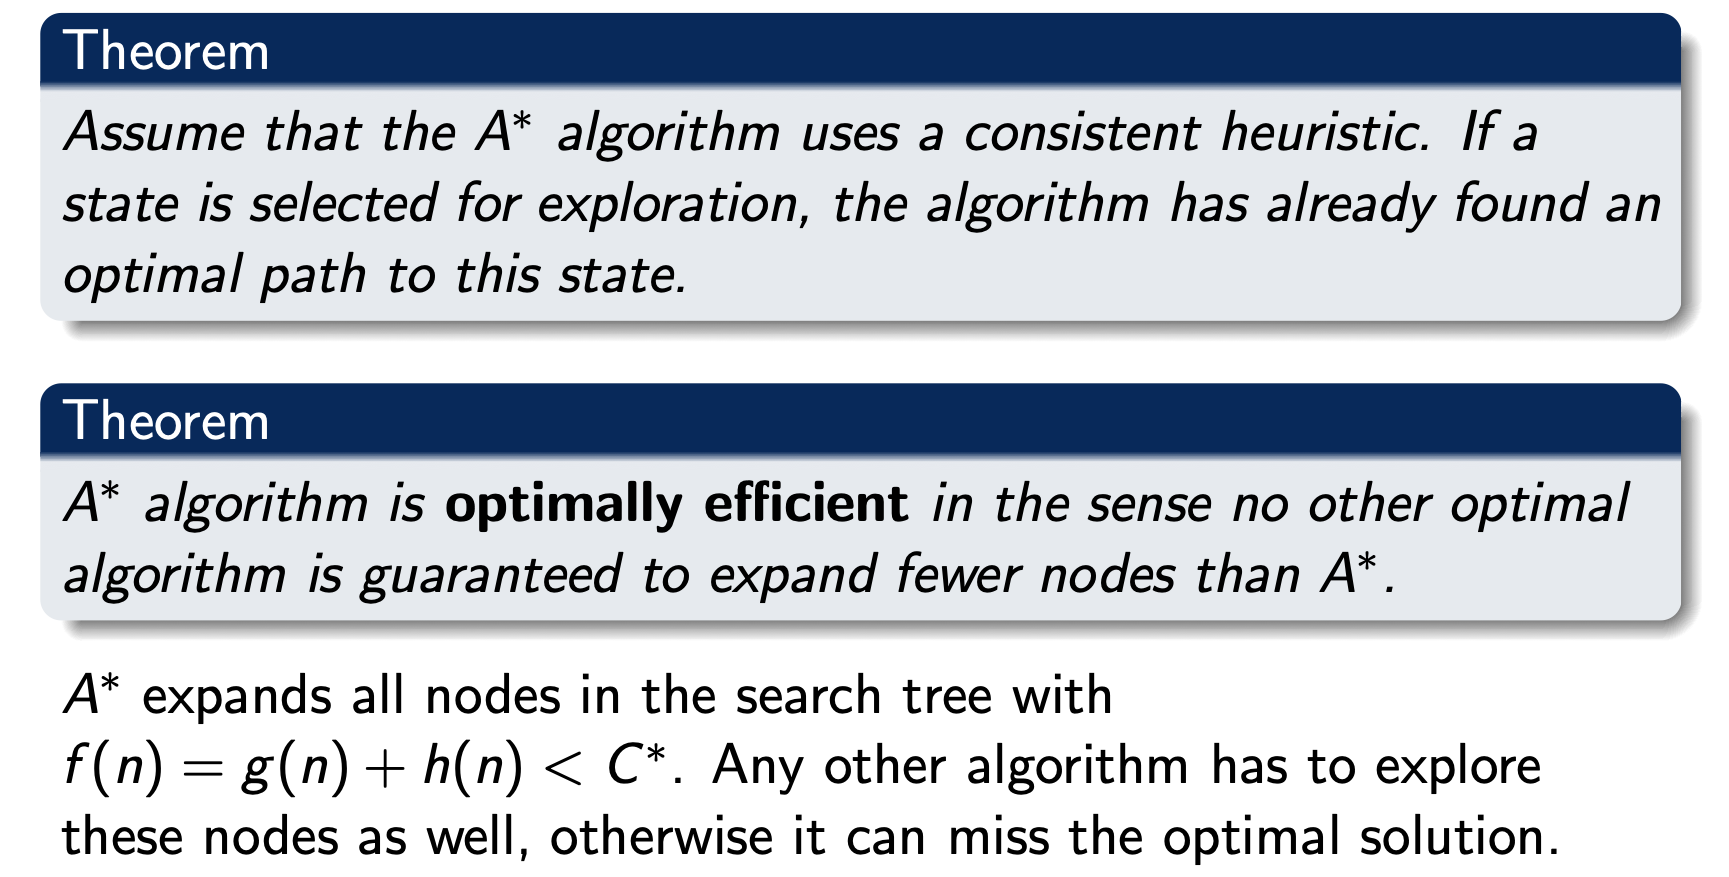 Theorem
Assume that the A* algorithm uses a consistent heuristic. If a
state is selected for exploration, the algorithm has already found an
optimal path to this state.
Theorem
A* algorithm is optimally efficient in the sense no other optimal
algorithm is guaranteed to expand fewer nodes than A*.
A* expands all nodes in the search tree with
f(n) = g(n) + h(n) < C*. Any other algorithm has to explore
these nodes as well, otherwise it can miss the optimal solution.